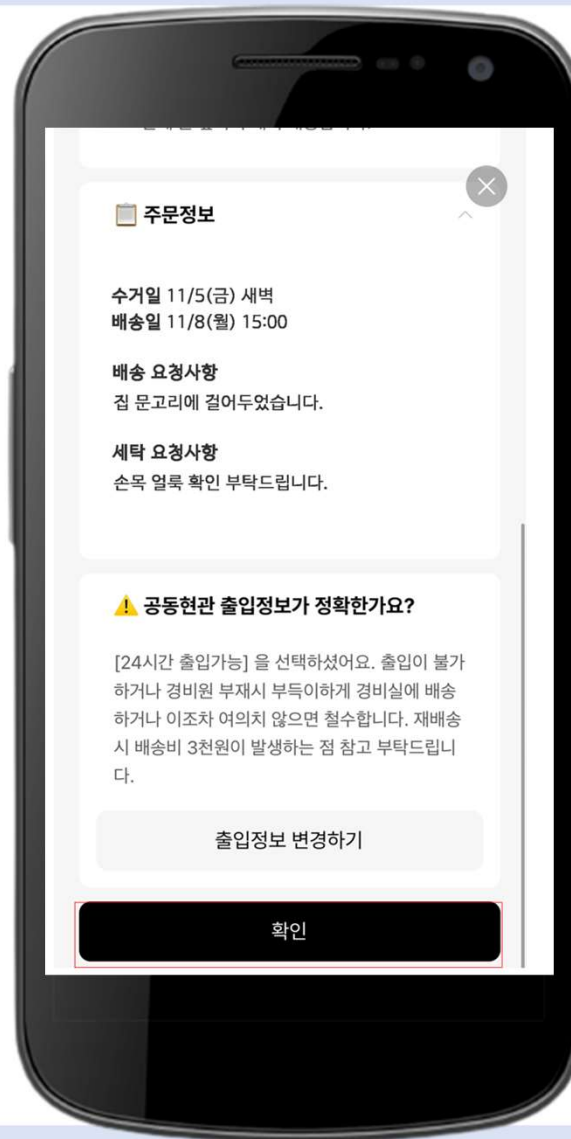 주문정보
수거일 11/5(금) 새벽
배송일 11/8(월) 15:00
배송 요청사항
집 문고리에 걸어두었습니다.
세탁 요청사항
손목 얼룩 확인 부탁드립니다.
공동현관 출입정보가 정확한가요?
[24시간 출입가능] 을 선택하셨어요. 출입이 불가
하거나 경비원 부재시 부득이하게 경비실에 배송
하거나 이조차 여의치 않으면 철수합니다. 재배송
시 배송비 3천원이 발생하는 점 참고 부탁드립니
다.
출입정보 변경하기
확인